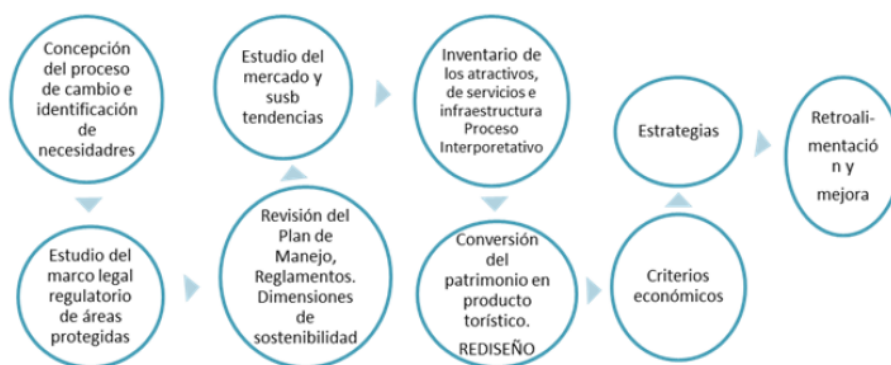 Concepción
del proceso
de cambio e
identificación
de
necesidadres
Estudio del
marco legal
regulatorio
de áreas
protegidas
Revisión del
Plan de
Manejo,
Reglamentos.
Dimensiones
de
sostenibilidad
Estudio del
mercado y
susb
tendencias
Inventario de
los atractivos,
de servicios e
infraestructura
Proceso
Interporetativo
Conversión
del
patrimonio en
producto
torístico.
REDISEÑO
Criterios
económicos
Estrategias
Retroali-
mentació
n y
mejora